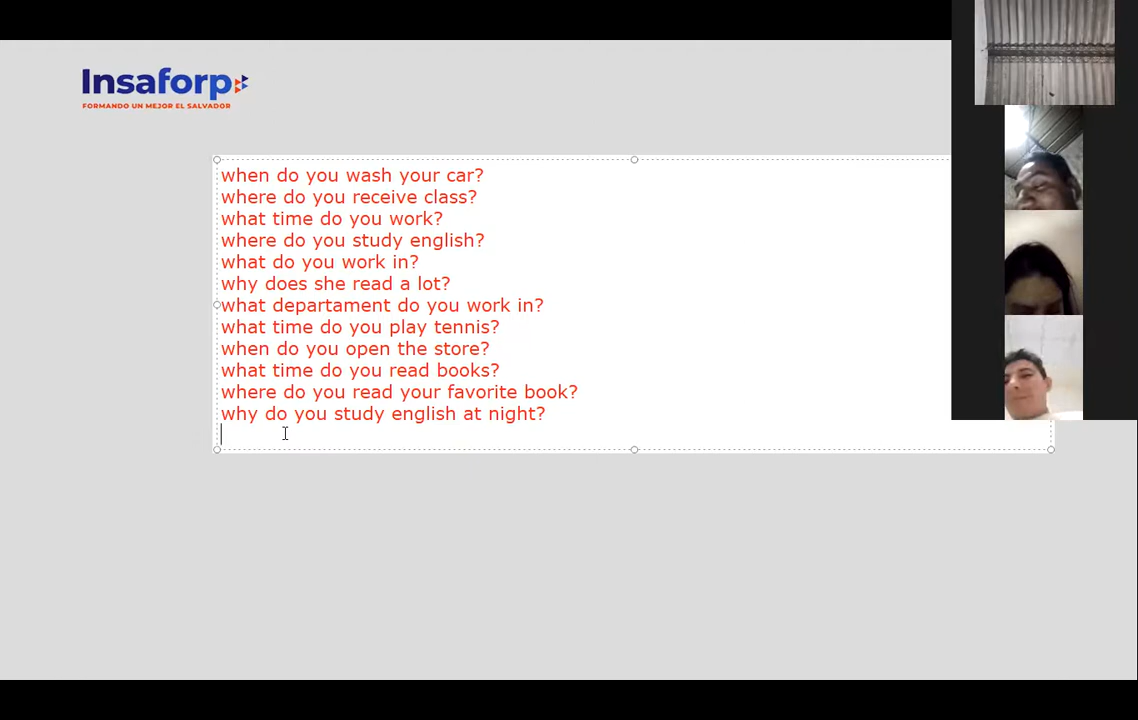 Insaforp
FORMANDO UN MEJOR EL SALVADOR
when do you wash your car?
where do you receive class?
what time do you work?
where do you study english?
what do you work in?
why does she read a lot?
what departament do you work in?
what time do you play tennis?
when do you open the store?
what time do you read books?
where do you read your favorite book?
why do you study english at night?